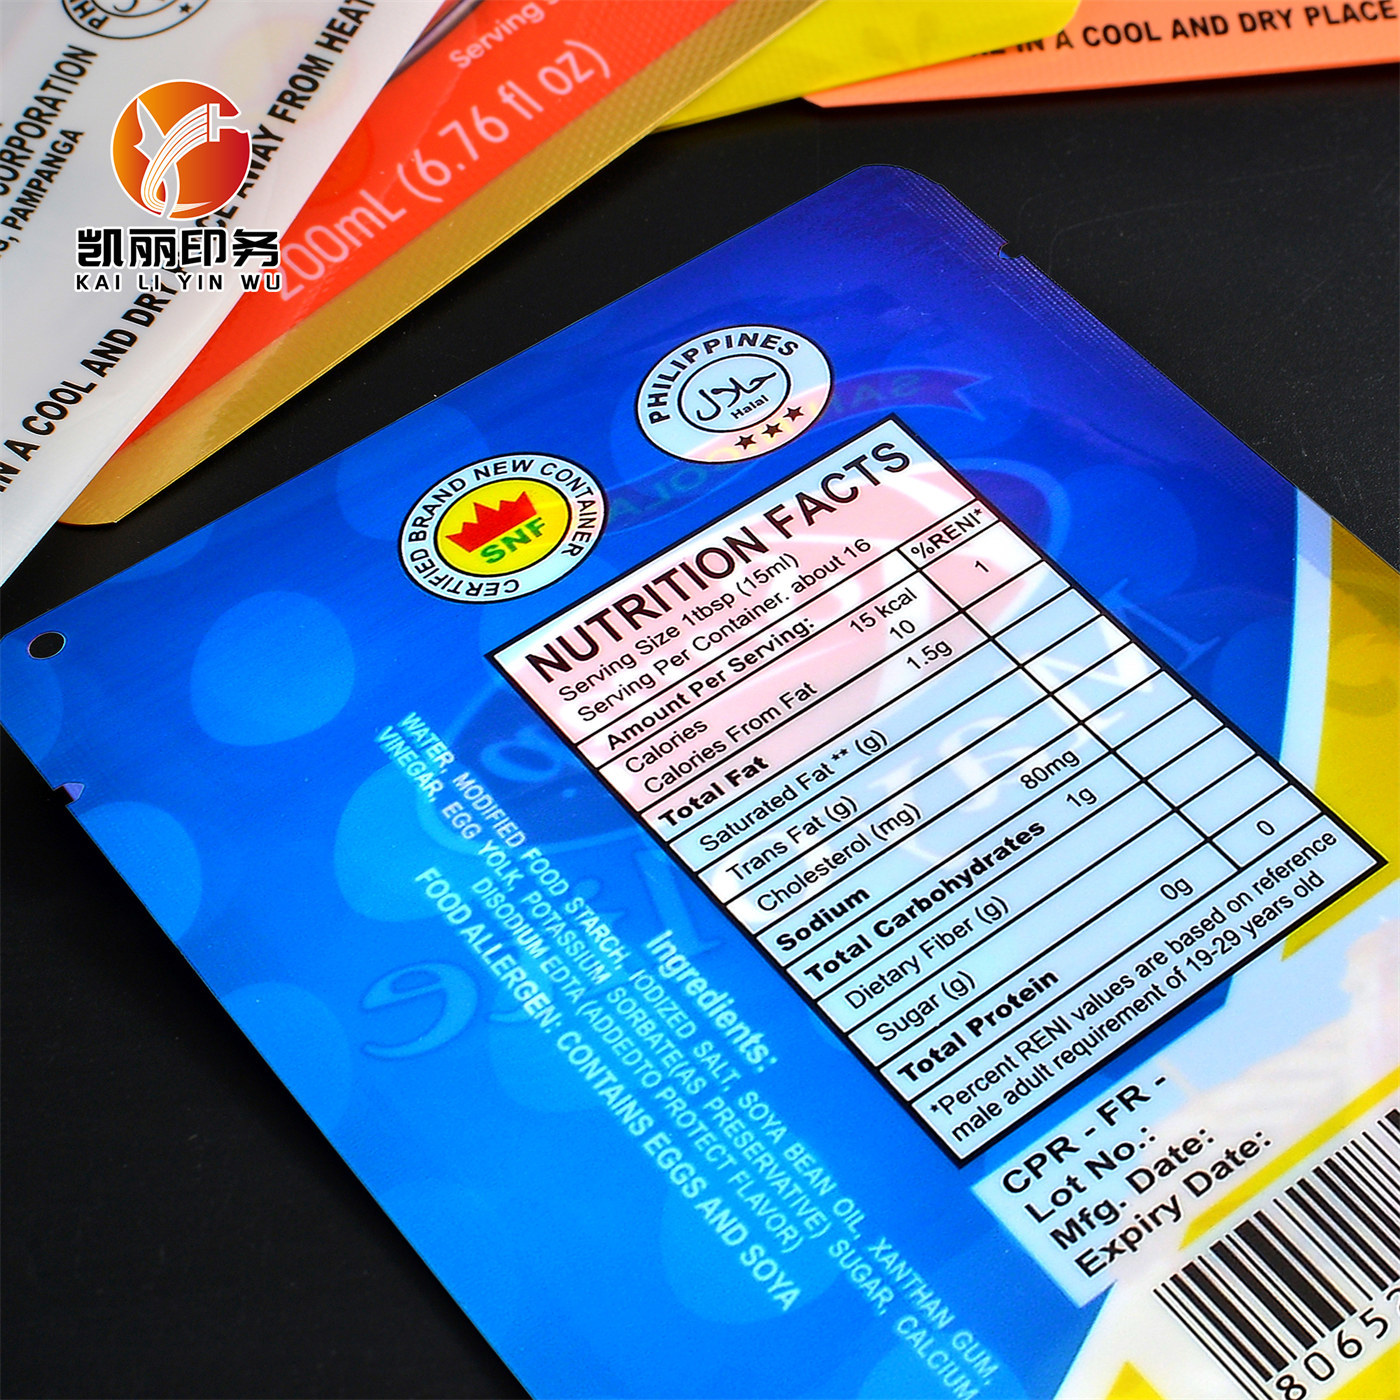 CORPORATION
PAMPANGA
AWAY FROM HEAT
IN A COOL AND DRY
凯丽印务
KAI LI YIN WU
Serving
200mL (6.76 fl oz)
IN A COOL AND DRY PLACE
PHILIPPINES
حلال
Halal
CERTIFIED BRAND NEW CONTAINER
SNF
NUTRITION FACTS
Serving Size 1tbsp (15ml)
Serving Per Container. about 16
Amount Per Serving: %RENI*
Calories 15 kcal 1
Calories From Fat 10
Total Fat 1.5g
Saturated Fat ** (g)
Trans Fat (g)
Cholesterol (mg)
Sodium 80mg
Total Carbohydrates 1g
Dietary Fiber (g)
Sugar (g)
Total Protein 0g 0
*Percent RENI values are based on reference
male adult requirement of 19-29 years old
Ingredients:
WATER, MODIFIED FOOD STARCH, IODIZED SALT, SOYA BEAN OIL, XANTHAN GUM,
VINEGAR, EGG YOLK, POTASSIUM SORBATE(AS PRESERVATIVE) SUGAR, CALCIUM
DISODIUM EDTA (ADDEDTO PROTECT FLAVOR)
FOOD ALLERGEN: CONTAINS EGGS AND SOYA
CPR - FR -
Lot No.:
Mfg. Date:
Expiry Date:
8065